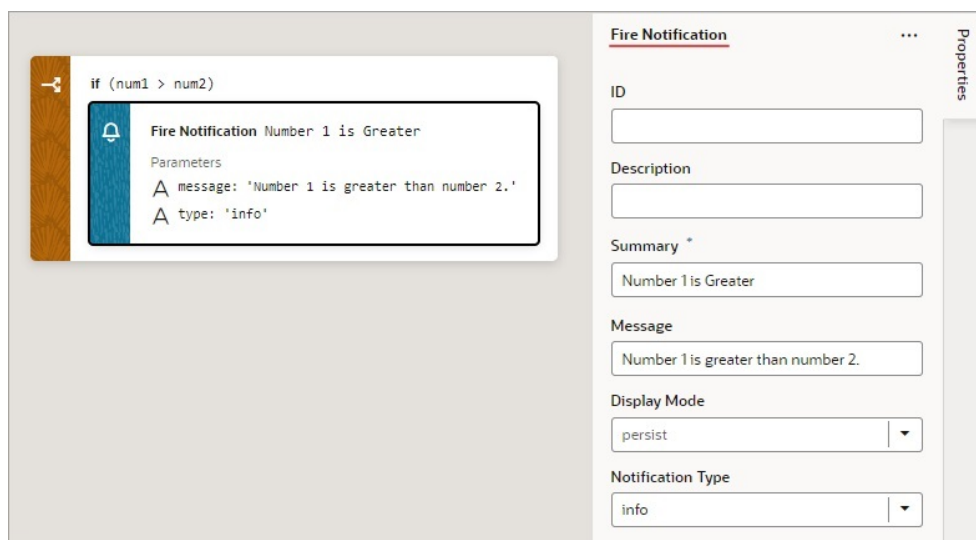 if (num1 > num2)
Fire Notification Number 1 is Greater
Parameters
A message: 'Number 1 is greater than number 2.'
A type: 'info'
Fire Notification
...
Properties
ID
Description
Summary *
Number 1 is Greater
Message
Number 1 is greater than number 2.
Display Mode
persist
Notification Type
info